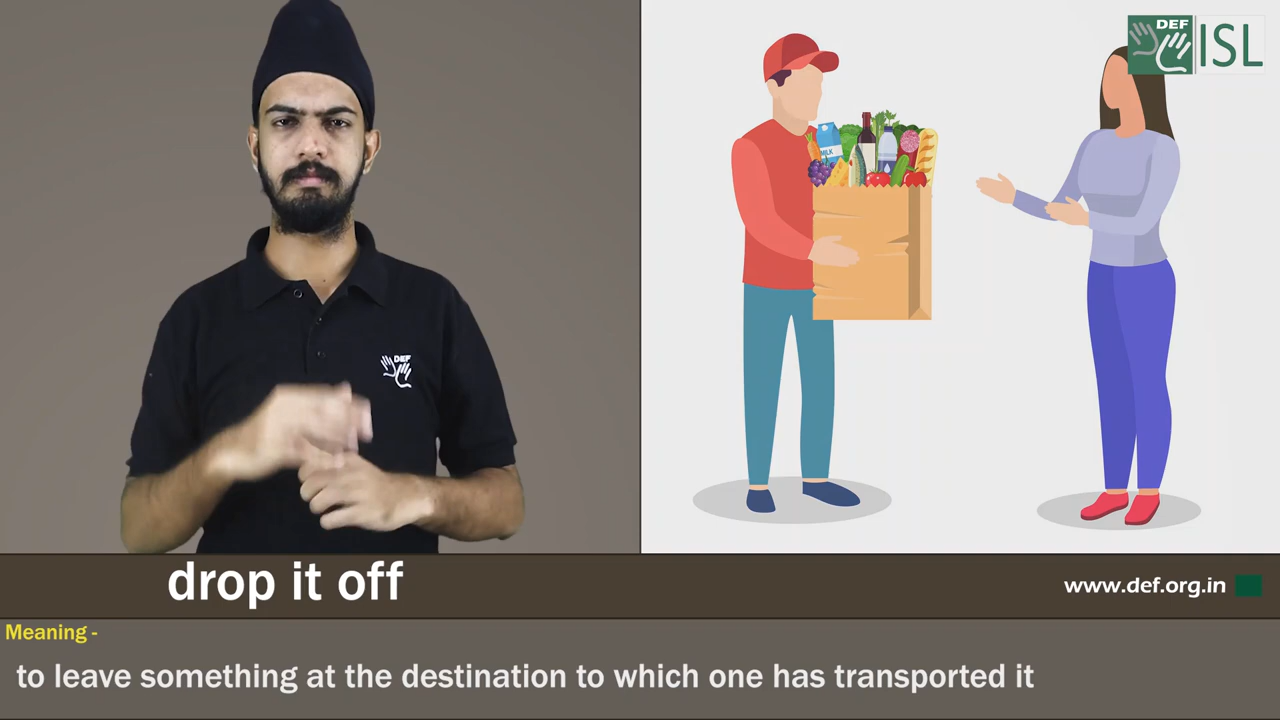 DEF
ISL
MILK
DEF
drop it off
www.def.org.in
Meaning -
to leave something at the destination to which one has transported it